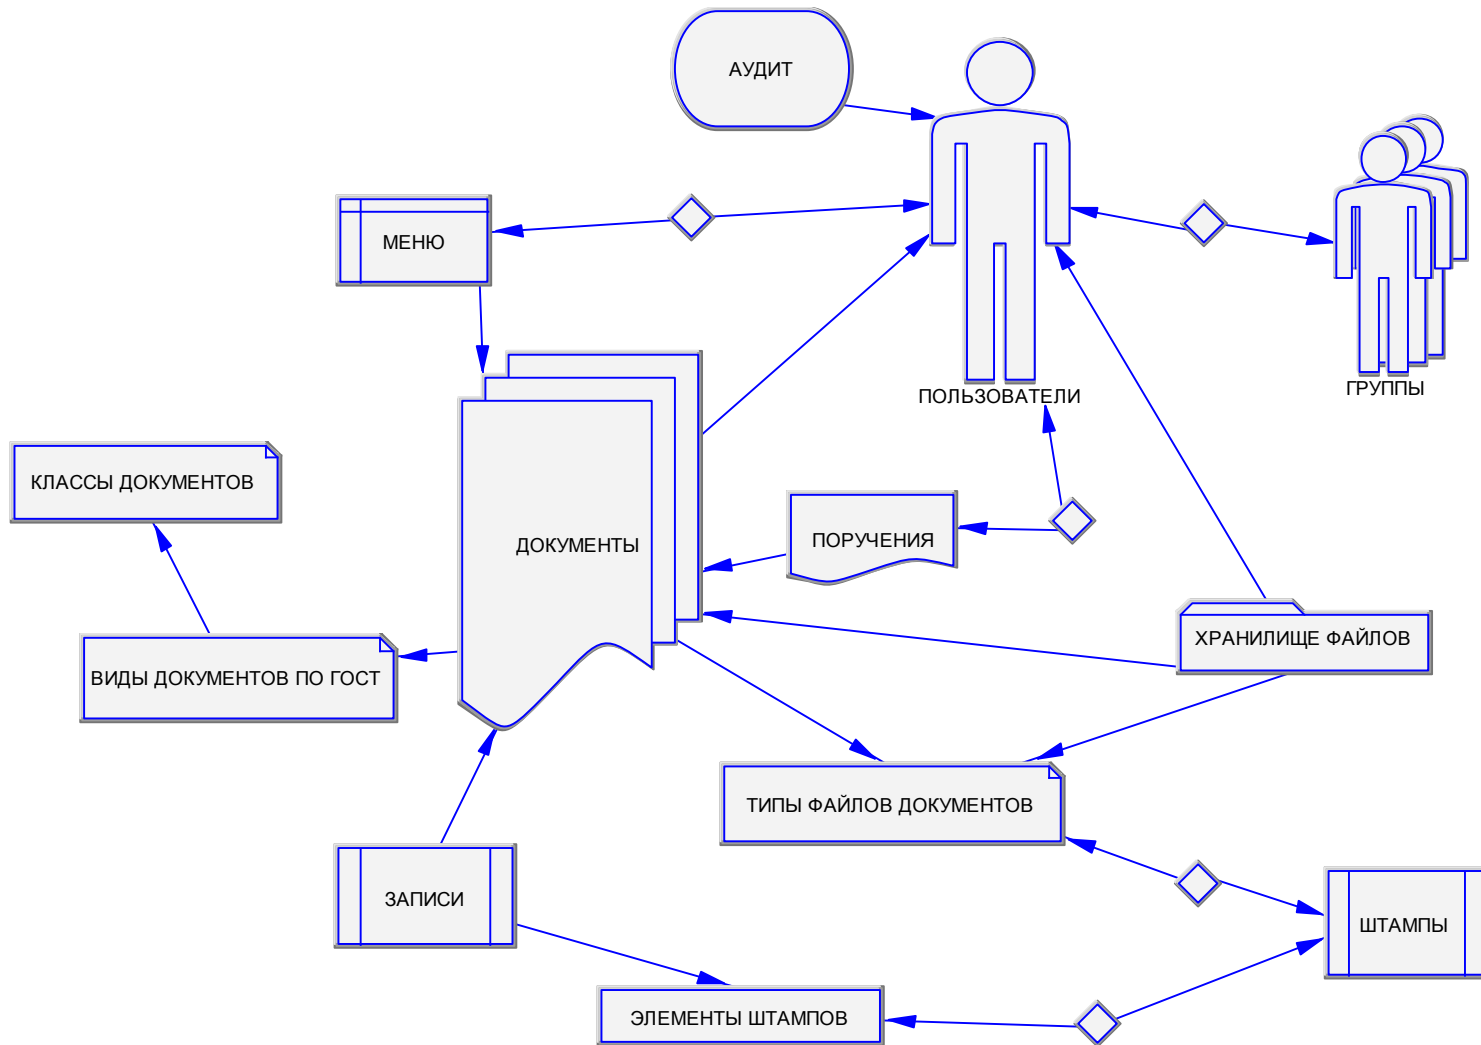 АУДИТ
МЕНЮ
ПОЛЬЗОВАТЕЛИ
ГРУППЫ
КЛАССЫ ДОКУМЕНТОВ
ДОКУМЕНТЫ
ПОРУЧЕНИЯ
ХРАНИЛИЩЕ ФАЙЛОВ
ВИДЫ ДОКУМЕНТОВ ПО ГОСТ
ТИПЫ ФАЙЛОВ ДОКУМЕНТОВ
ЗАПИСИ
ШТАМПЫ
ЭЛЕМЕНТЫ ШТАМПОВ